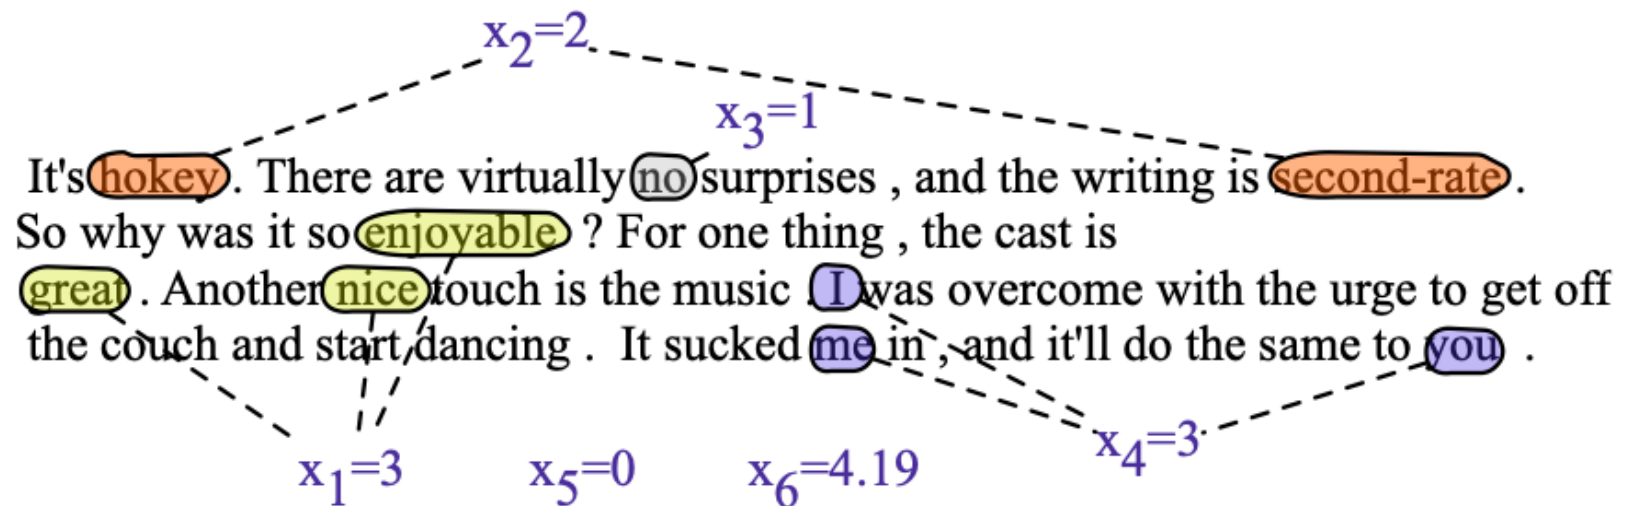 x2=2
x3=1
It's hokey . There are virtually no surprises , and the writing is second-rate .
So why was it so enjoyable ? For one thing , the cast is
great . Another nice touch is the music . I was overcome with the urge to get off
the couch and start dancing . It sucked me in , and it'll do the same to you .
x4=3
x1=3 x5=0 x6=4.19